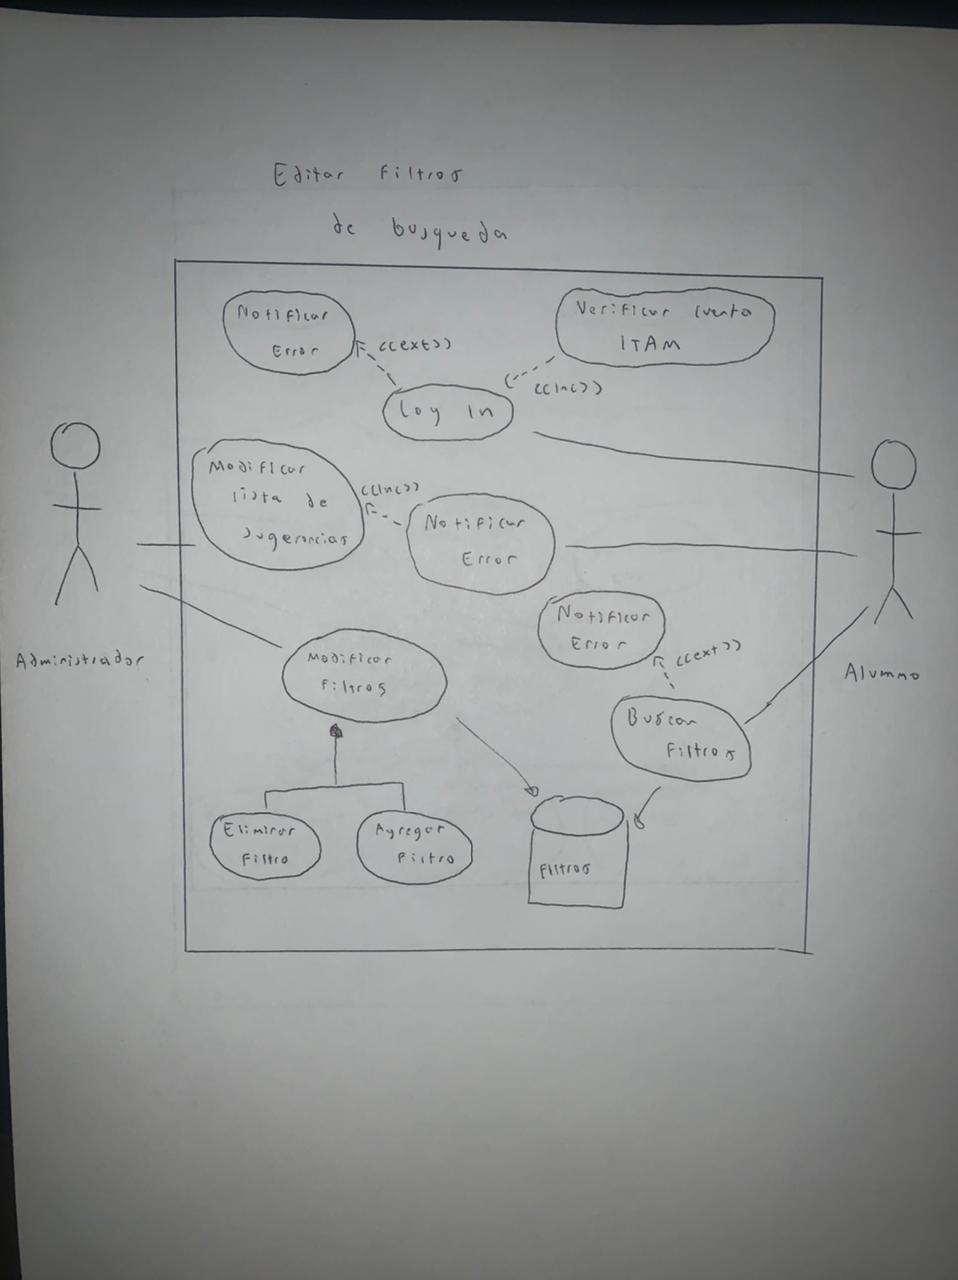 Editar Filtros
de busqueda
Notificar
Error
<<ext>>
Verificar Cuenta
ITAM
<<Inc>>
Log In
Modificar
lista de
sugerencias
<<Inc>>
Notificar
Error
Notificar
Error
<<ext>>
Administrador
Modificar
Filtros
Alumno
Buscar
Filtros
Eliminar
Filtro
Agregar
Filtro
Filtros